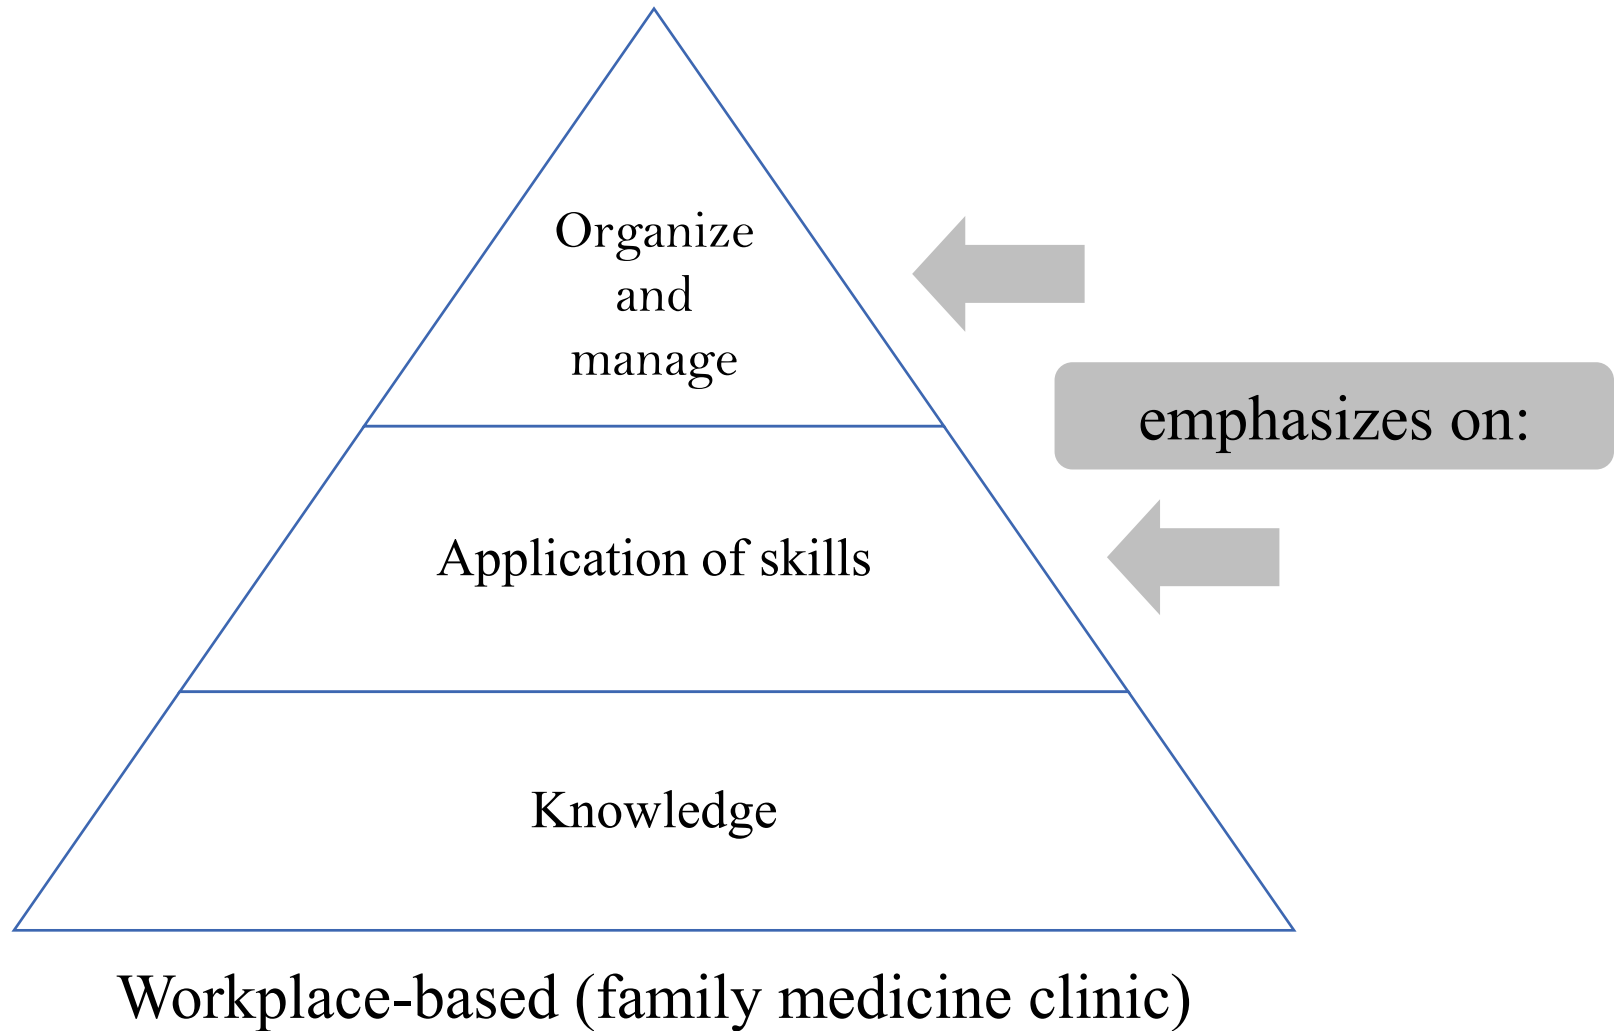 Organize
and
manage
emphasizes on:
Application of skills
Knowledge
Workplace-based (family medicine clinic)